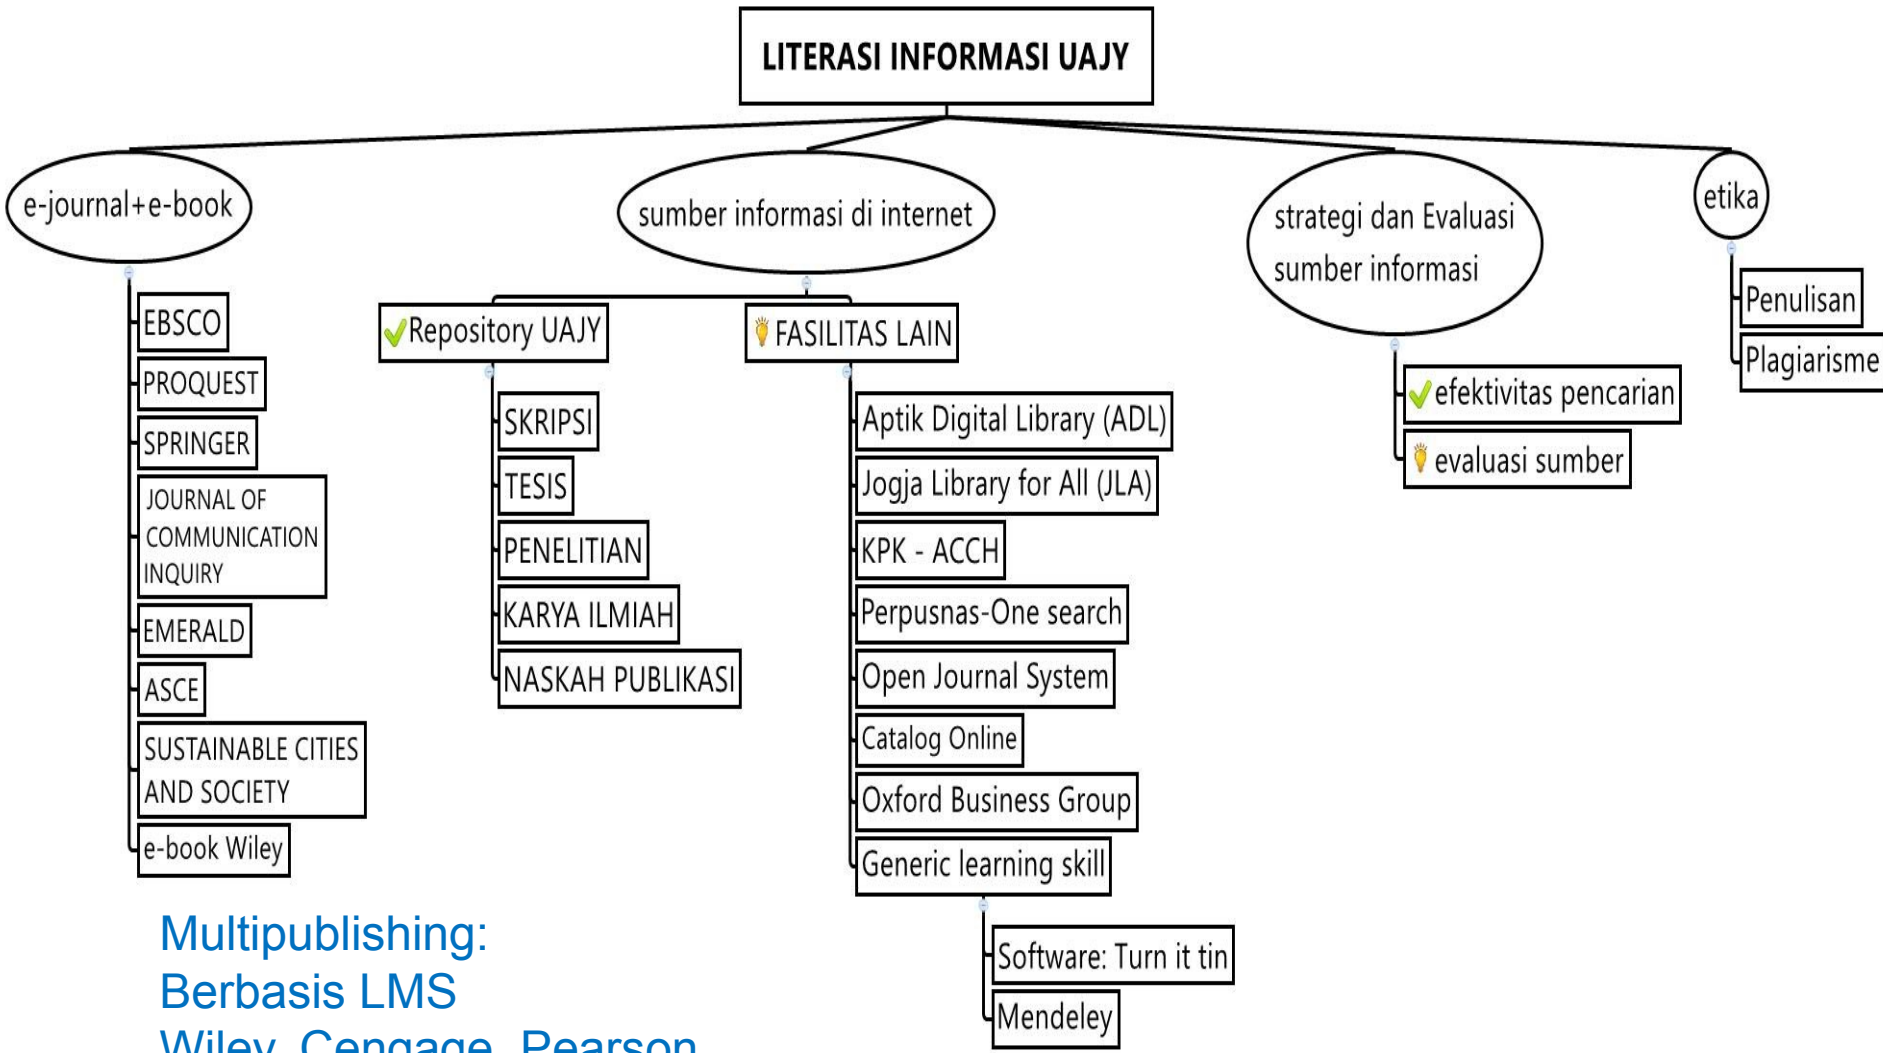 LITERASI INFORMASI UAJY
e-journal+e-book
EBSCO
PROQUEST
SPRINGER
JOURNAL OF
COMMUNICATION
INQUIRY
EMERALD
ASCE
SUSTAINABLE CITIES
AND SOCIETY
e-book Wiley
sumber informasi di internet
Repository UAJY
SKRIPSI
TESIS
PENELITIAN
KARYA ILMIAH
NASKAH PUBLIKASI
FASILITAS LAIN
Aptik Digital Library (ADL)
Jogja Library for All (JLA)
KPK - ACCH
Perpusnas-One search
Open Journal System
Catalog Online
Oxford Business Group
Generic learning skill
Software: Turn it tin
Mendeley
strategi dan Evaluasi
sumber informasi
efektivitas pencarian
evaluasi sumber
etika
Penulisan
Plagiarisme
Multipublishing:
Berbasis LMS
Wiley, Cengage, Pearson